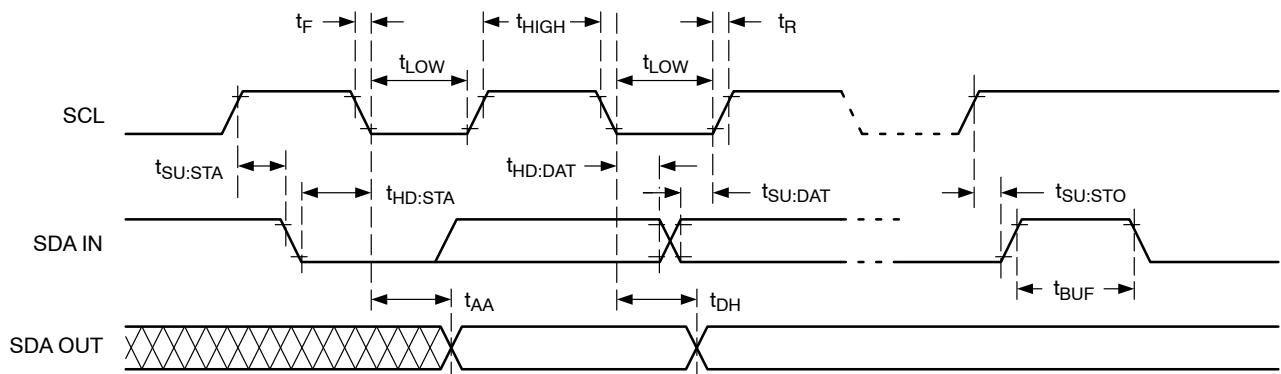 tF
tHIGH
tR
tLOW
tLOW
SCL
tSU:STA
tHD:STA
tHD:DAT
tSU:DAT
tSU:STO
SDA IN
tBUF
tAA
tDH
SDA OUT